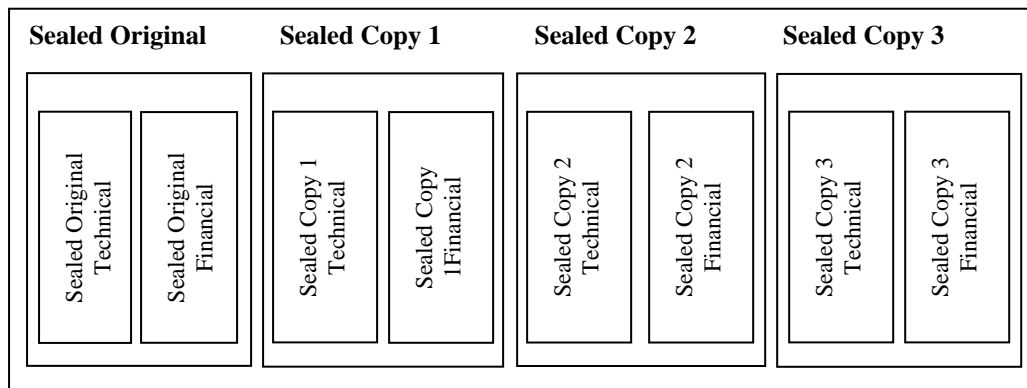 Sealed Original
Sealed Copy 1
Sealed Copy 2
Sealed Copy 3
Sealed Original
Technical
Sealed Original
Financial
Sealed Copy 1
Technical
Sealed Copy
1Financial
Sealed Copy 2
Technical
Sealed Copy 2
Financial
Sealed Copy 3
Technical
Sealed Copy 3
Financial